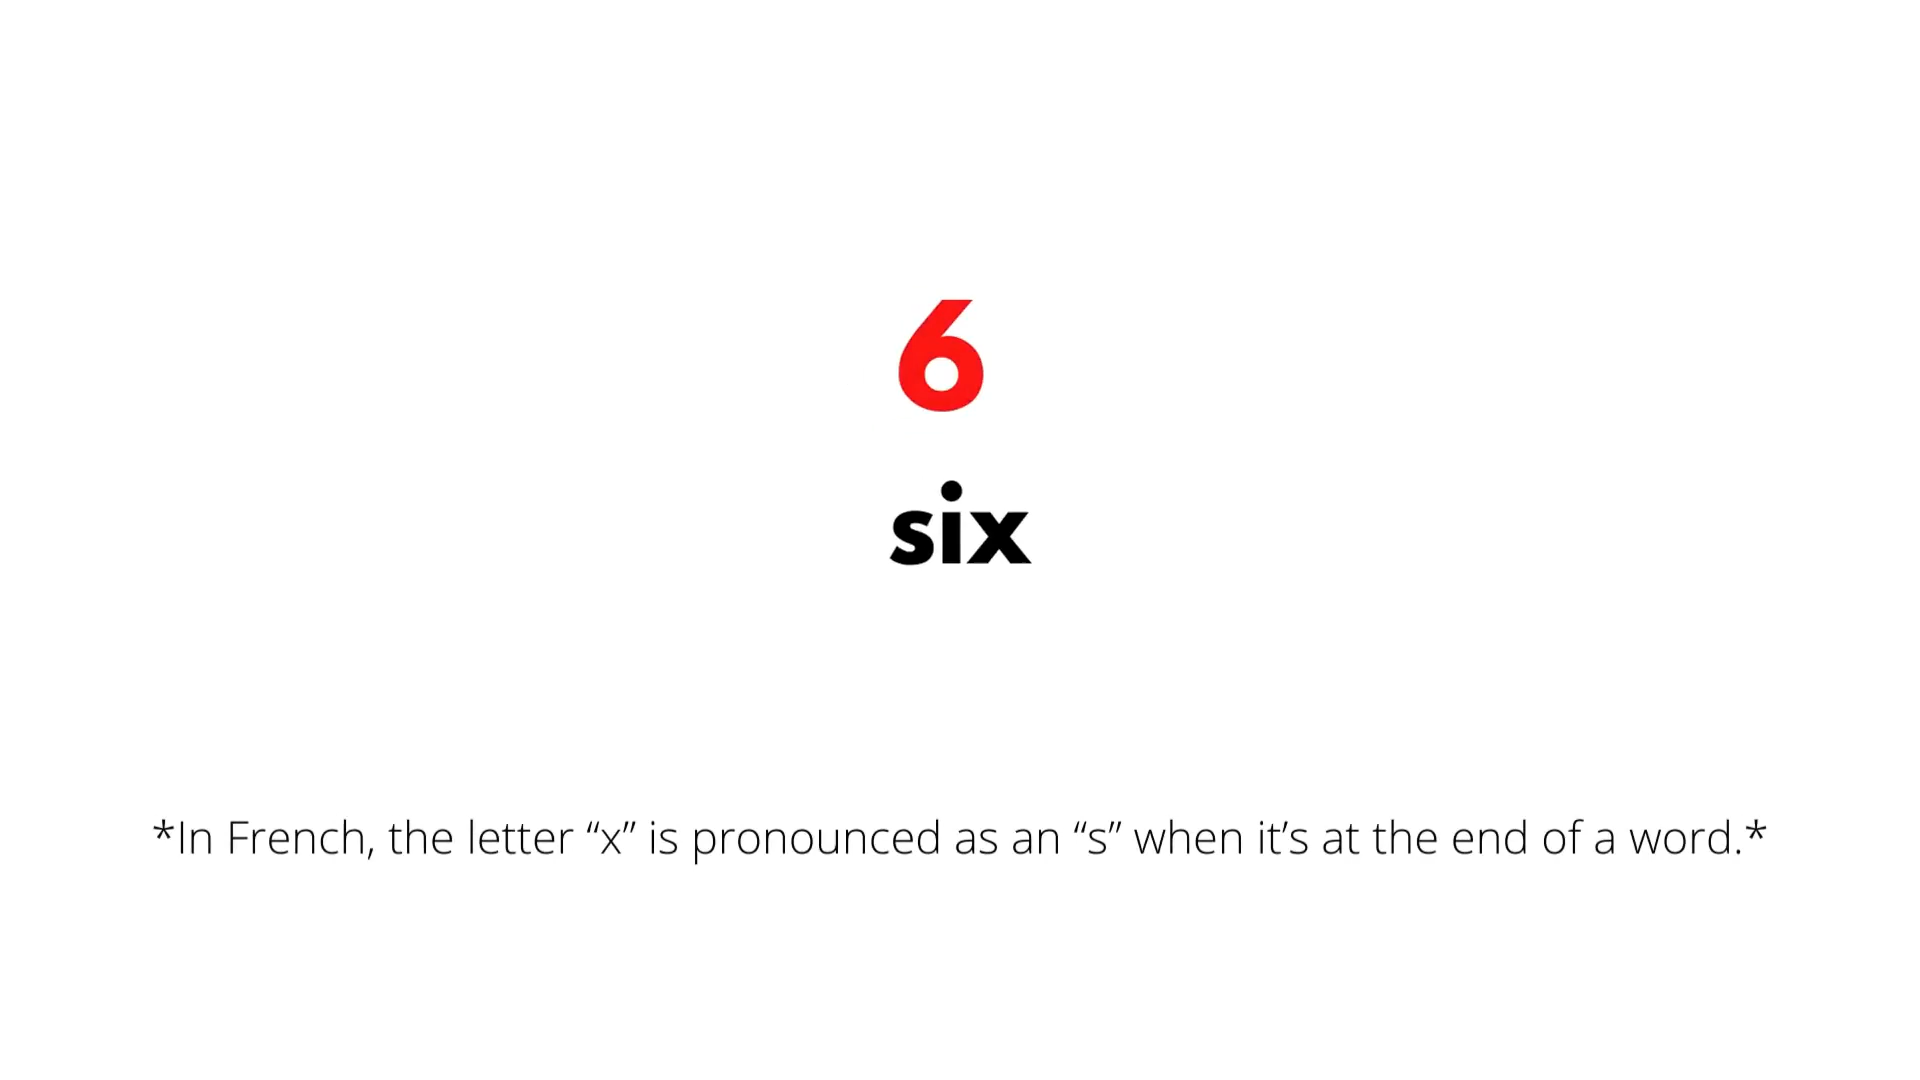 6
six
*In French, the letter “x” is pronounced as an “s” when it’s at the end of a word.*